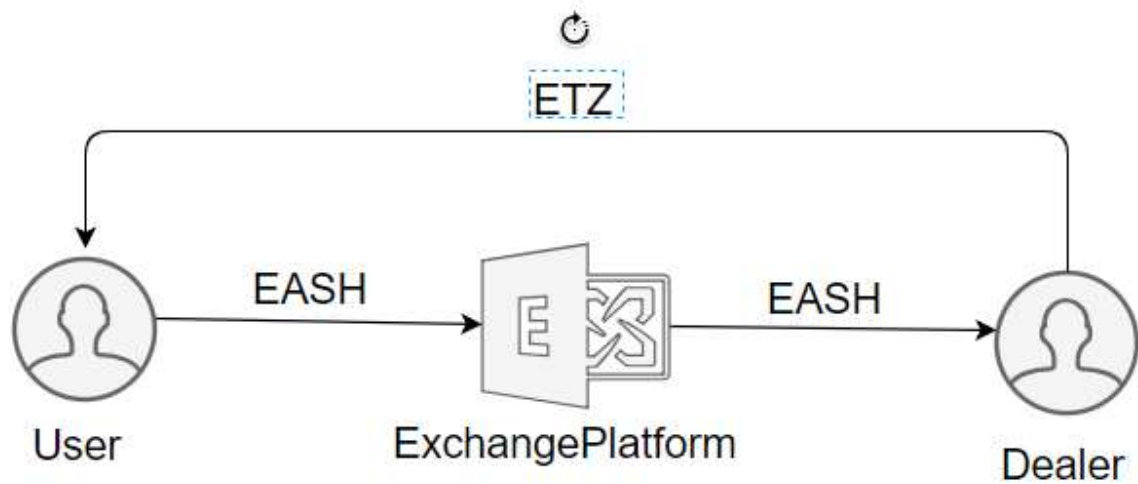 ETZ
EASH
EASH
E
User
ExchangePlatform
Dealer